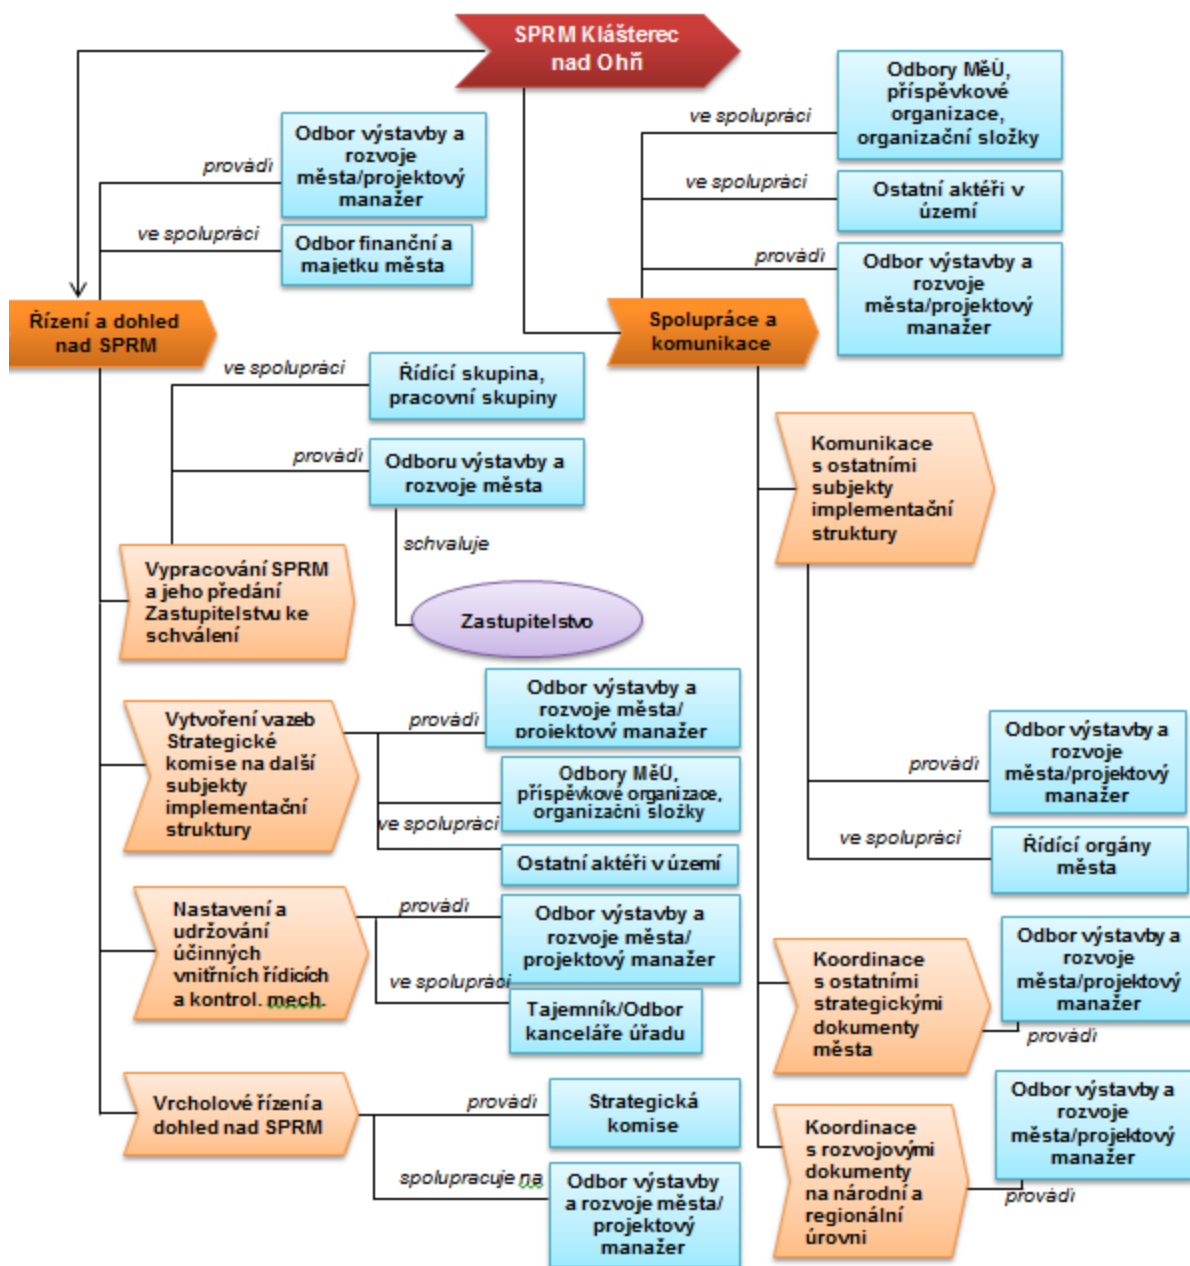 SPRM Klášterec
nad Ohří
Odbor výstavby a
rozvoje
města/projektový
manažer
provádí
ve spolupráci
Odbor finanční a
majetku města
Řízení a dohled
nad SPRM
ve spolupráci
Řídící skupina,
pracovní skupiny
provádí
Odboru výstavby a
rozvoje města
schvaluje
Zastupitelstvo
Vypracování SPRM
a jeho předání
Zastupitelstvu ke
schválení
Vytvoření vazeb
Strategické
komise na další
subjekty
implementační
struktury
provádí
Odbor výstavby a
rozvoje města/
projektový manažer
Odbory MěÚ,
příspěvkové organizace,
organizační složky
ve spolupráci
Ostatní aktéři v území
Nastavení a
udržování
účinných
vnitřních řídicích
a kontrol. mech.
provádí
Odbor výstavby a
rozvoje města/
projektový manažer
ve spolupráci
Tajemník/Odbor
kanceláře úřadu
Vrcholové řízení a
dohled nad SPRM
provádí
Strategická
komise
spolupracuje na
Odbor výstavby
a rozvoje města/
projektový
manažer
ve spolupráci
Odbory MěÚ,
příspěvkové
organizace,
organizační složky
ve spolupráci
Ostatní aktéři v
území
provádí
Odbor výstavby a
rozvoje
města/projektový
manažer
Spolupráce a
komunikace
Komunikace
s ostatními
subjekty
implementační
struktury
provádí
Odbor výstavby a
rozvoje
města/projektový
manažer
ve spolupráci
Řídící orgány
města
Koordinace
s ostatními
strategickými
dokumenty
města
Odbor výstavby a
rozvoje
města/projektový
manažer
provádí
Koordinace
s rozvojovými
dokumenty
na národní a
regionální
úrovni
Odbor výstavby a
rozvoje
města/projektový
manažer
provádí